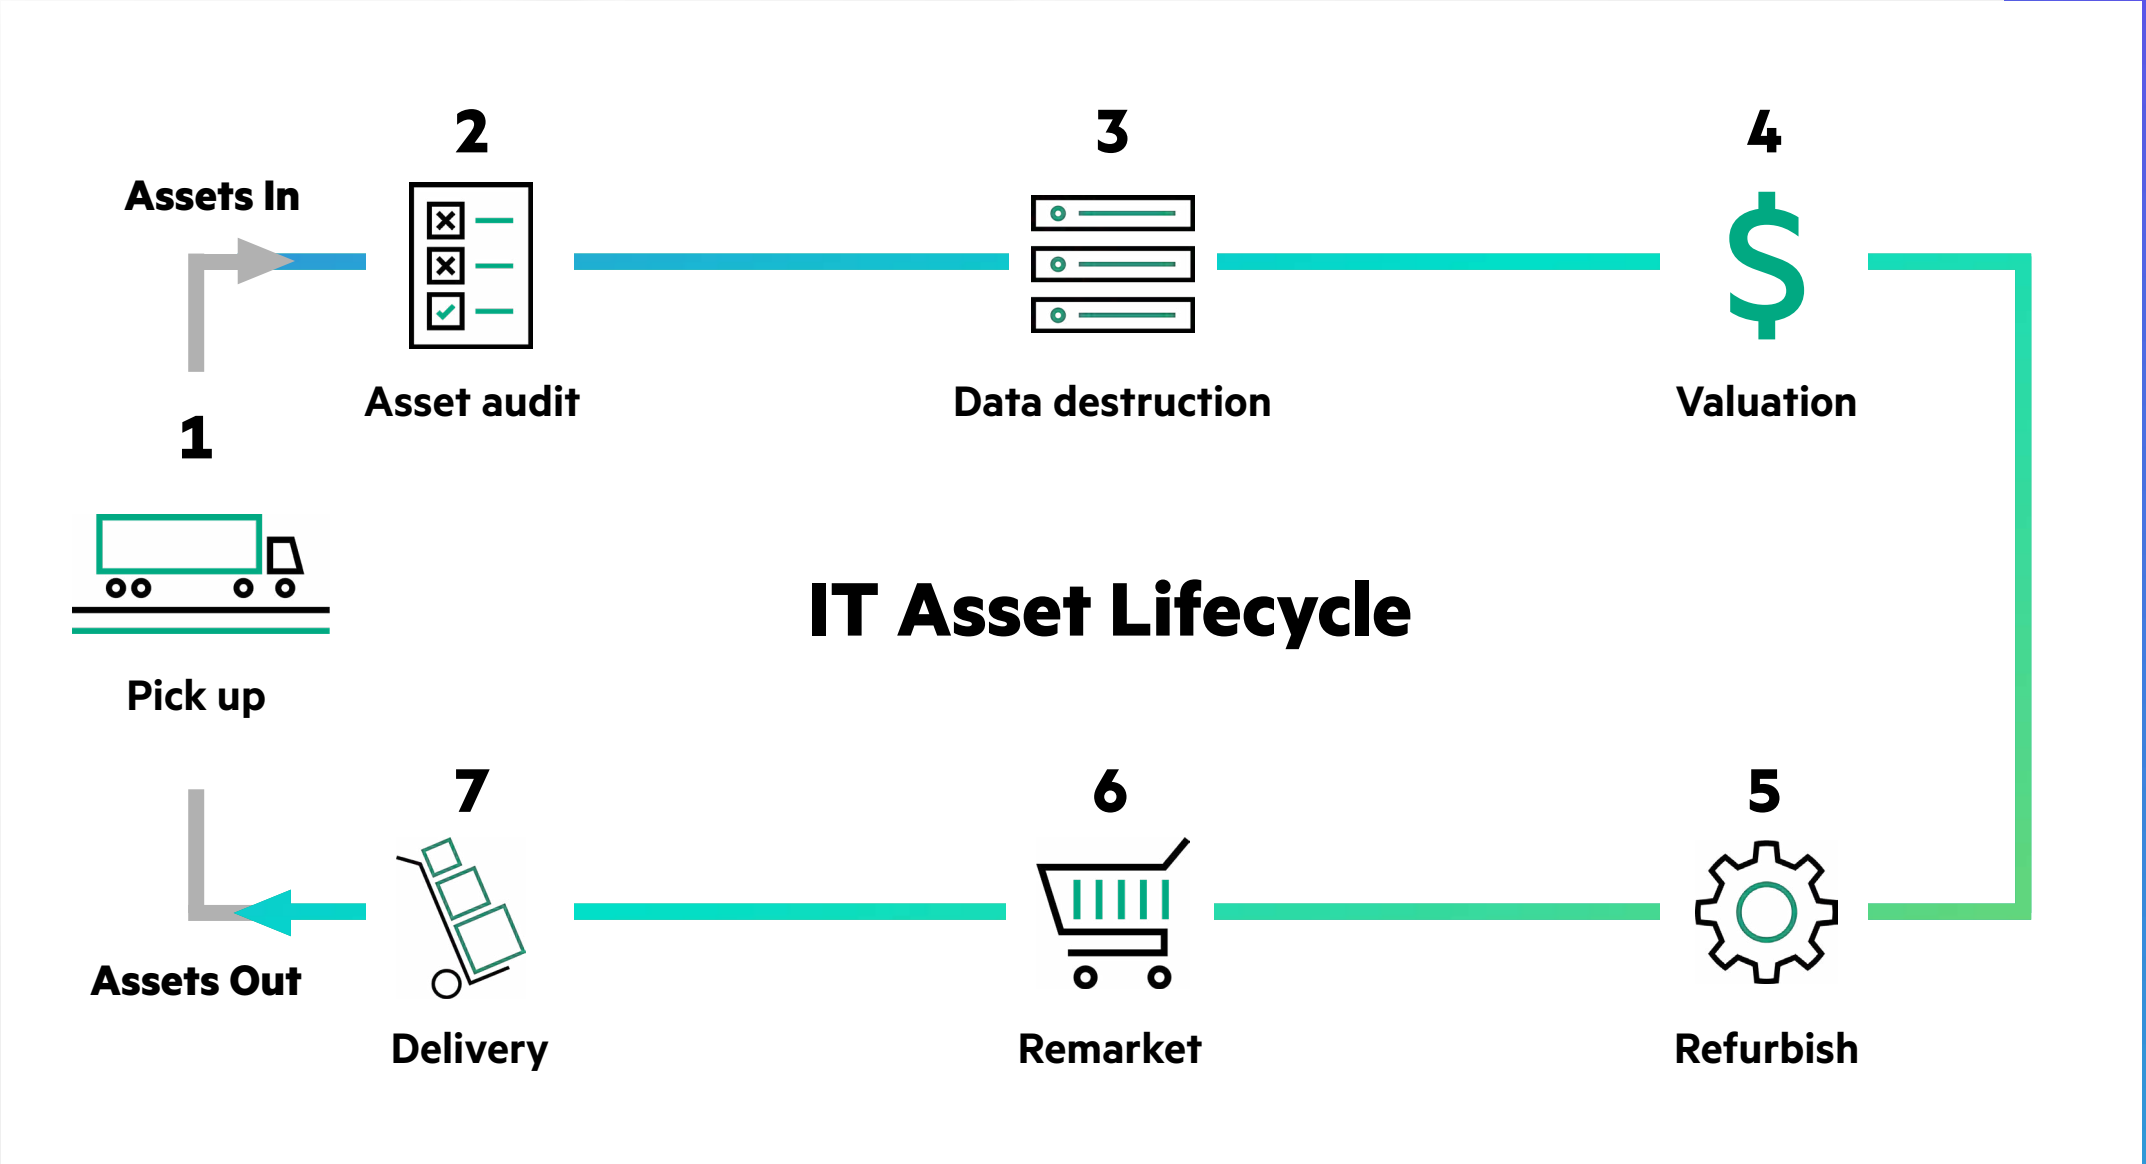 Assets In
1
Pick up
2
Asset audit
3
Data destruction
4
Valuation
IT Asset Lifecycle
5
Refurbish
6
Remarket
7
Delivery
Assets Out